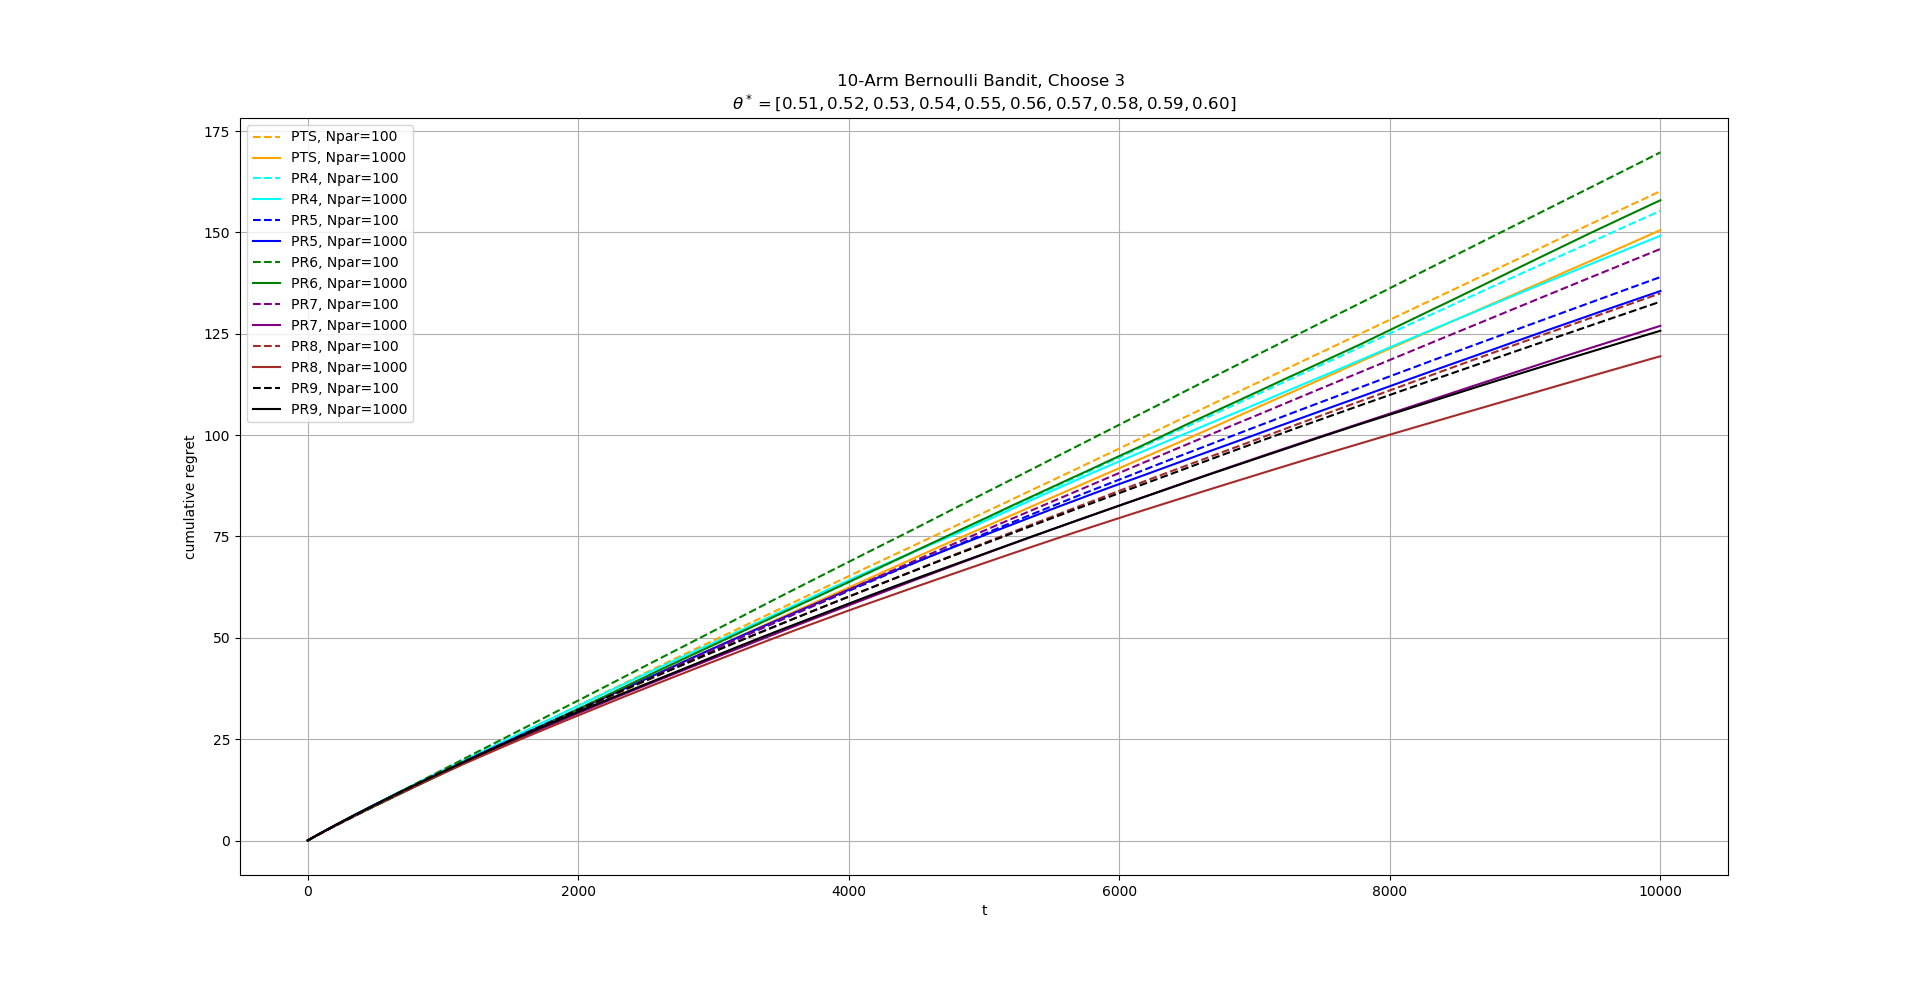 10-Arm Bernoulli Bandit, Choose 3
θ* = [0.51, 0.52, 0.53, 0.54, 0.55, 0.56, 0.57, 0.58, 0.59, 0.60]
175
150
125
100
75
50
25
0
cumulative regret
PTS, Npar=100
PTS, Npar=1000
PR4, Npar=100
PR4, Npar=1000
PR5, Npar=100
PR5, Npar=1000
PR6, Npar=100
PR6, Npar=1000
PR7, Npar=100
PR7, Npar=1000
PR8, Npar=100
PR8, Npar=1000
PR9, Npar=100
PR9, Npar=1000
0 2000 4000 6000 8000 10000
t